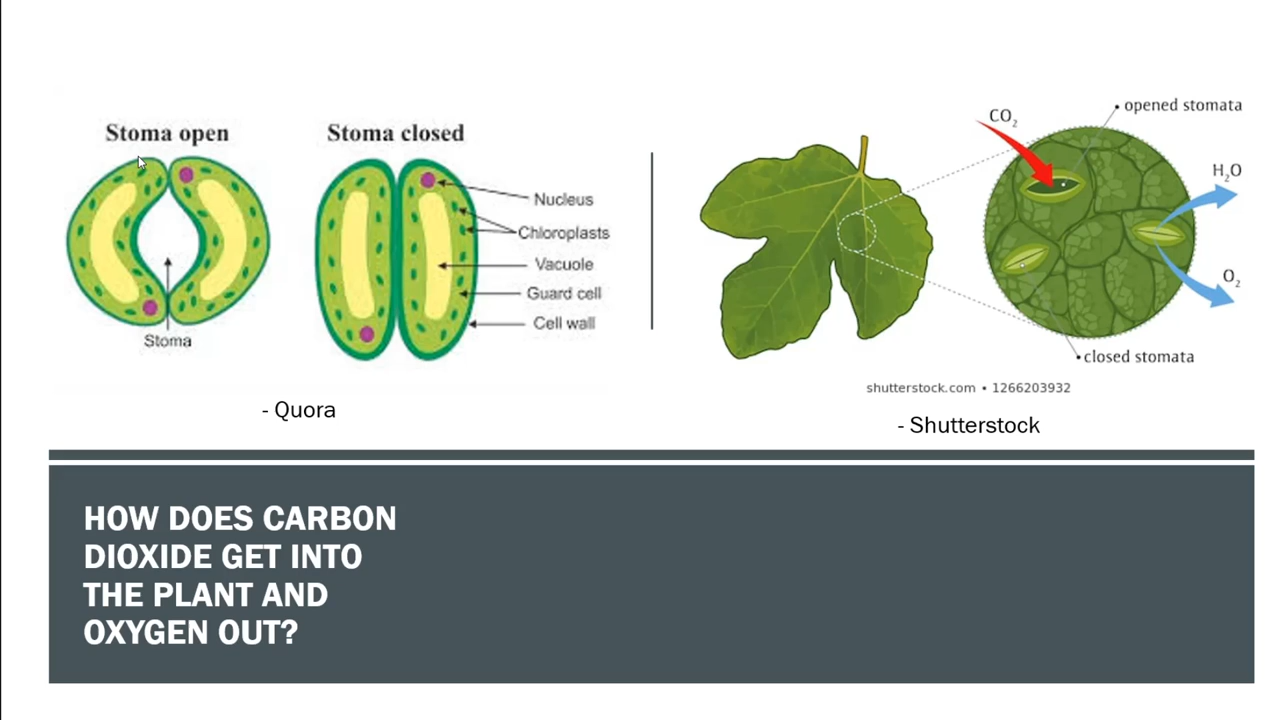 Stoma open
Stoma closed
Nucleus
Chloroplasts
Vacuole
Guard cell
Cell wall
Stoma
- Quora
CO₂
opened stomata
H₂O
O₂
closed stomata
shutterstock.com • 1266203932
- Shutterstock
HOW DOES CARBON
DIOXIDE GET INTO
THE PLANT AND
OXYGEN OUT?